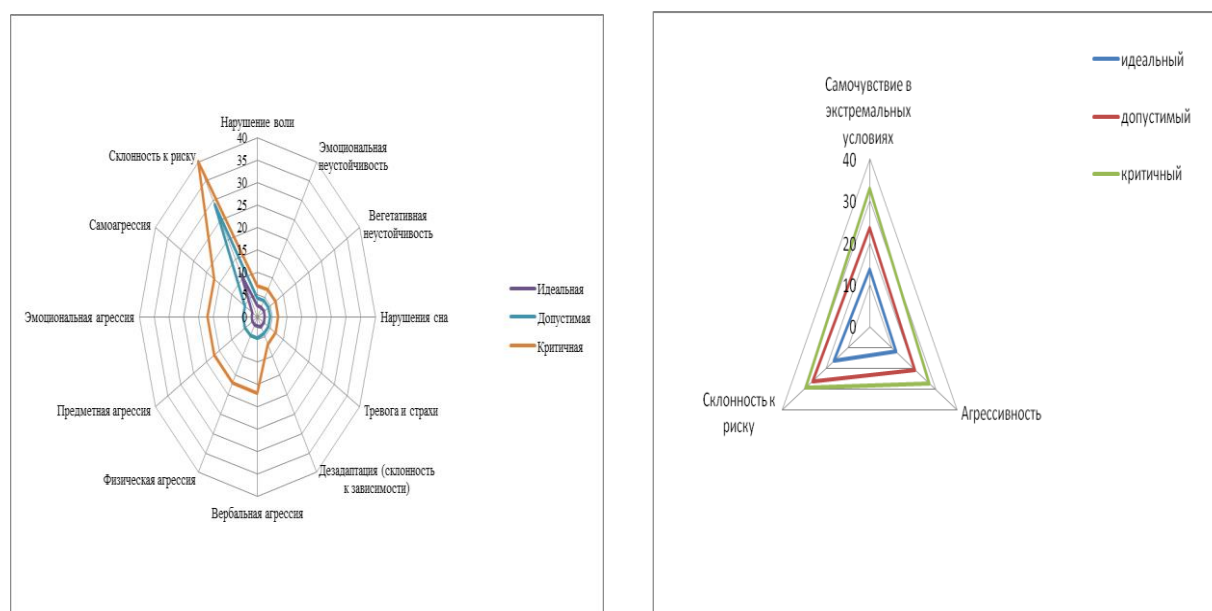 Нарушение воли
Эмоциональная
неустойчивость
Вегетативная
неустойчивость
Нарушения сна
Тревога и страхи
Дезадаптация (склонность
к зависимости)
Вербальная агрессия
Физическая агрессия
Предметная агрессия
Эмоциональная агрессия
Самоагрессия
Склонность к риску
40
35
30
25
20
15
10
5
0
Идеальная
Допустимая
Критичная
Самочувствие в
экстремальных
условиях
40
30
20
10
0
Склонность к
риску
Агрессивность
идеальный
допустимый
критичный